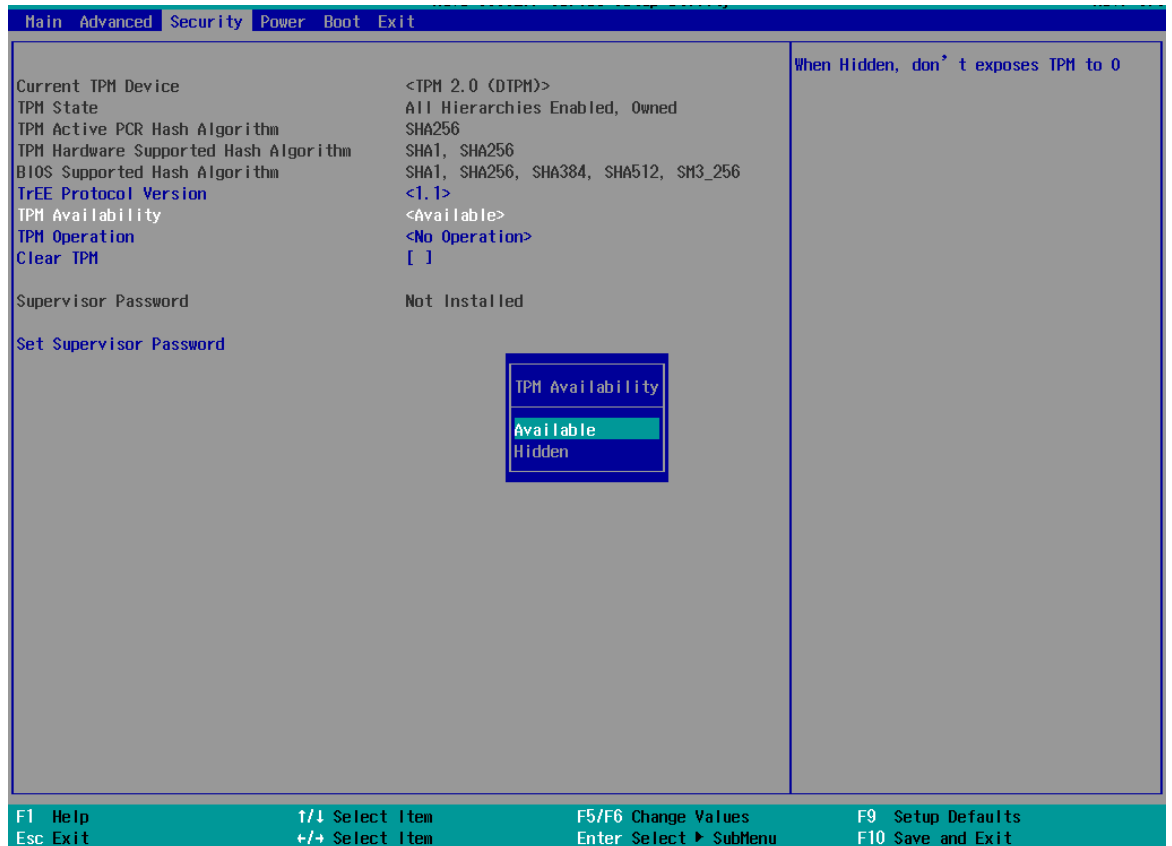 Main Advanced Security Power Boot Exit
When Hidden, don't exposes TPM to O
Current TPM Device <TPM 2.0 (DTPM)>
TPM State All Hierarchies Enabled, Owned
TPM Active PCR Hash Algorithm SHA256
TPM Hardware Supported Hash Algorithm SHA1, SHA256
BIOS Supported Hash Algorithm SHA1, SHA256, SHA384, SHA512, SM3_256
TrEE Protocol Version <1.1>
TPM Availability <Available>
TPM Operation <No Operation>
Clear TPM [ ]
Supervisor Password Not Installed
Set Supervisor Password
TPM Availability
Available
Hidden
F1 Help ↑/↓ Select Item F5/F6 Change Values F9 Setup Defaults
Esc Exit ←/→ Select Item Enter Select ▶ SubMenu F10 Save and Exit